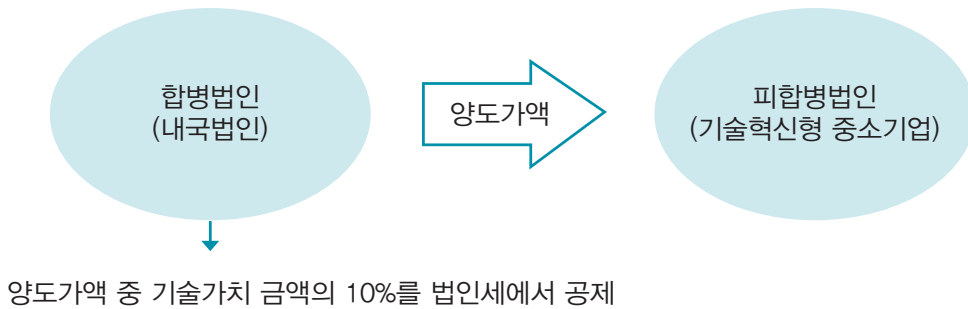 합병법인
(내국법인)
양도가액
피합병법인
(기술혁신형 중소기업)
양도가액 중 기술가치 금액의 10%를 법인세에서 공제